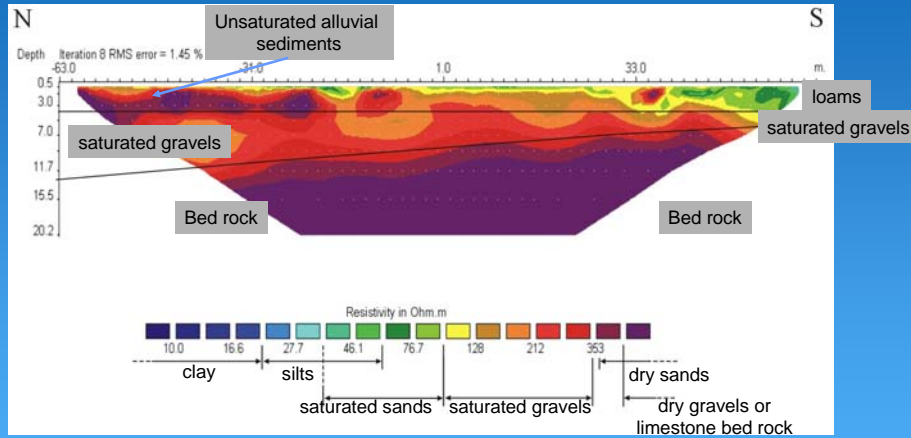 N
S
Unsaturated alluvial
sediments
Depth Iteration 8 RMS error = 1.45 %
-63.0 -31.0 1.0 33.0 m.
0.5
3.0
7.0
11.7
15.5
20.2
loams
saturated gravels
saturated gravels
Bed rock
Bed rock
Resistivity in Ohm.m
10.0 16.6 27.7 46.1 76.7 128 212 353
clay
silts
dry sands
saturated sands
saturated gravels
dry gravels or
limestone bed rock